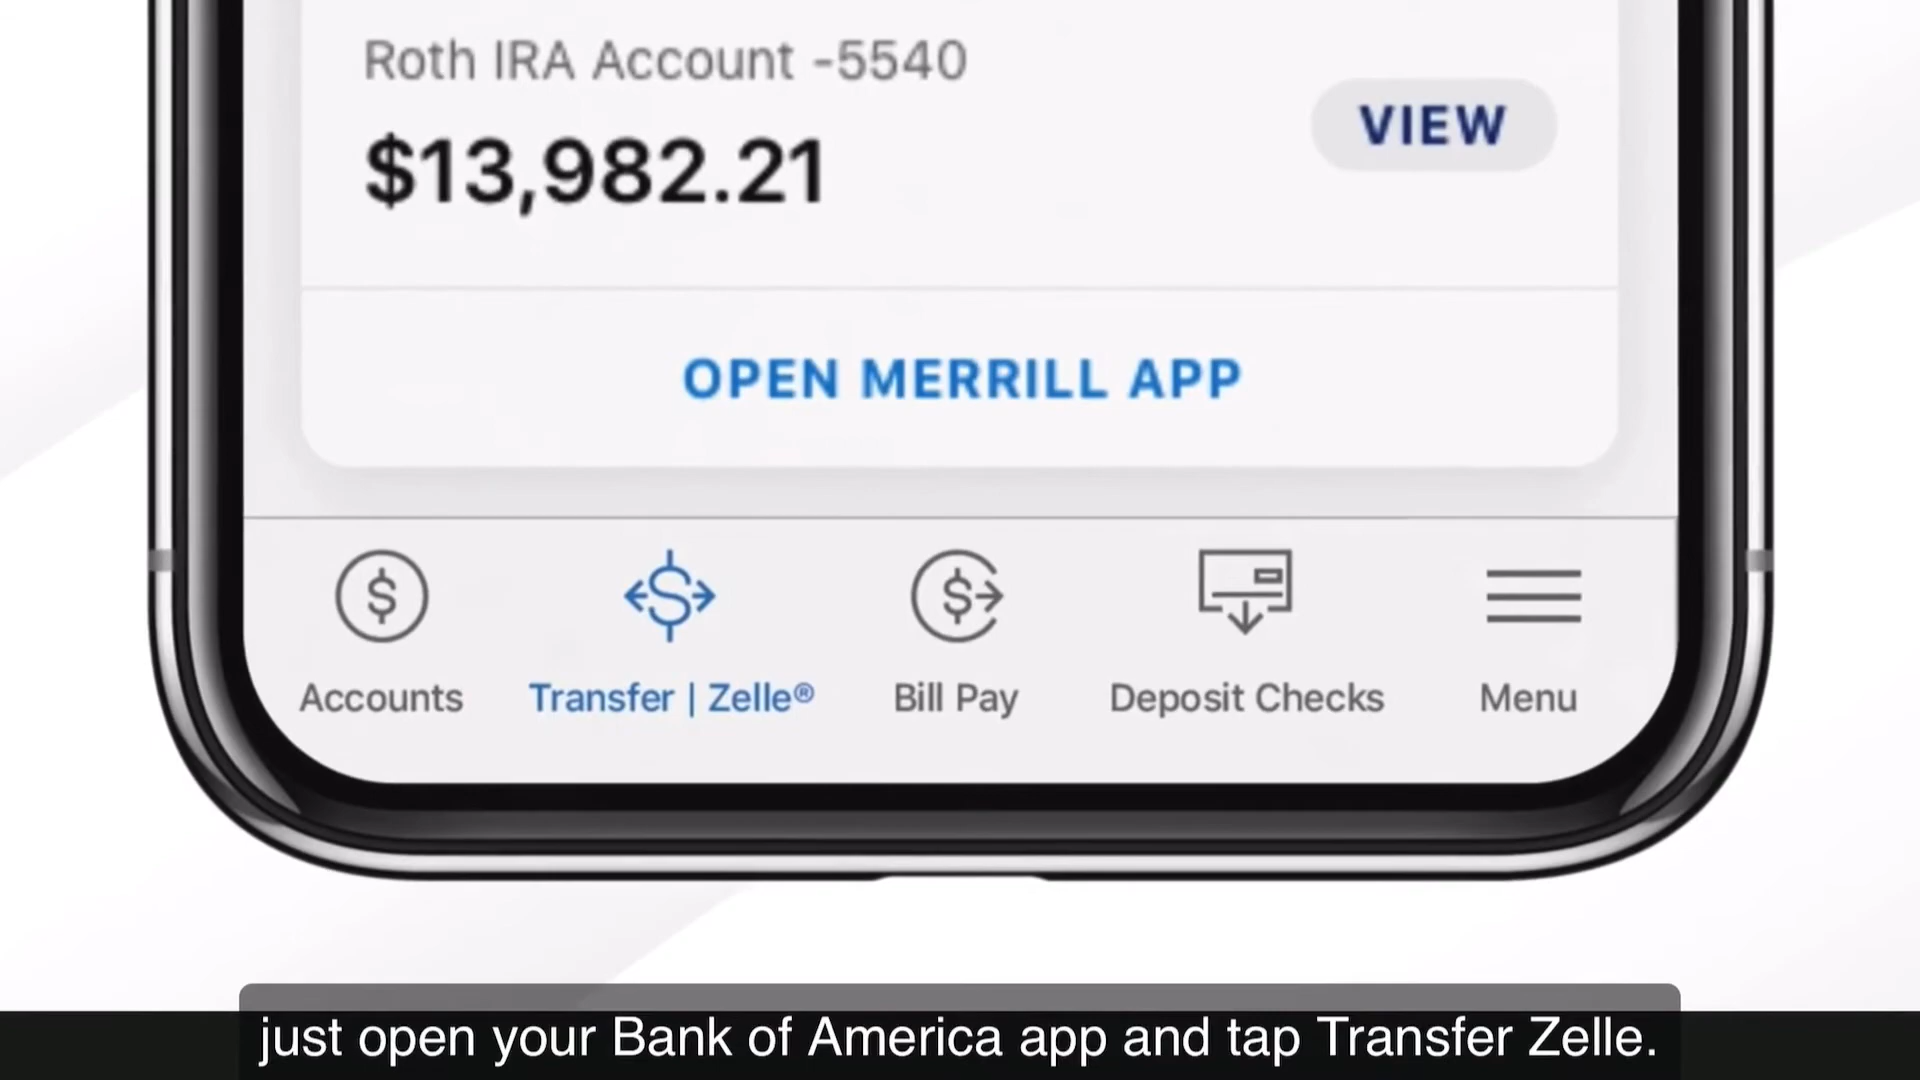 Roth IRA Account -5540
VIEW
$13,982.21
OPEN MERRILL APP
Accounts
Transfer | Zelle®
Bill Pay
Deposit Checks
Menu
just open your Bank of America app and tap Transfer Zelle.